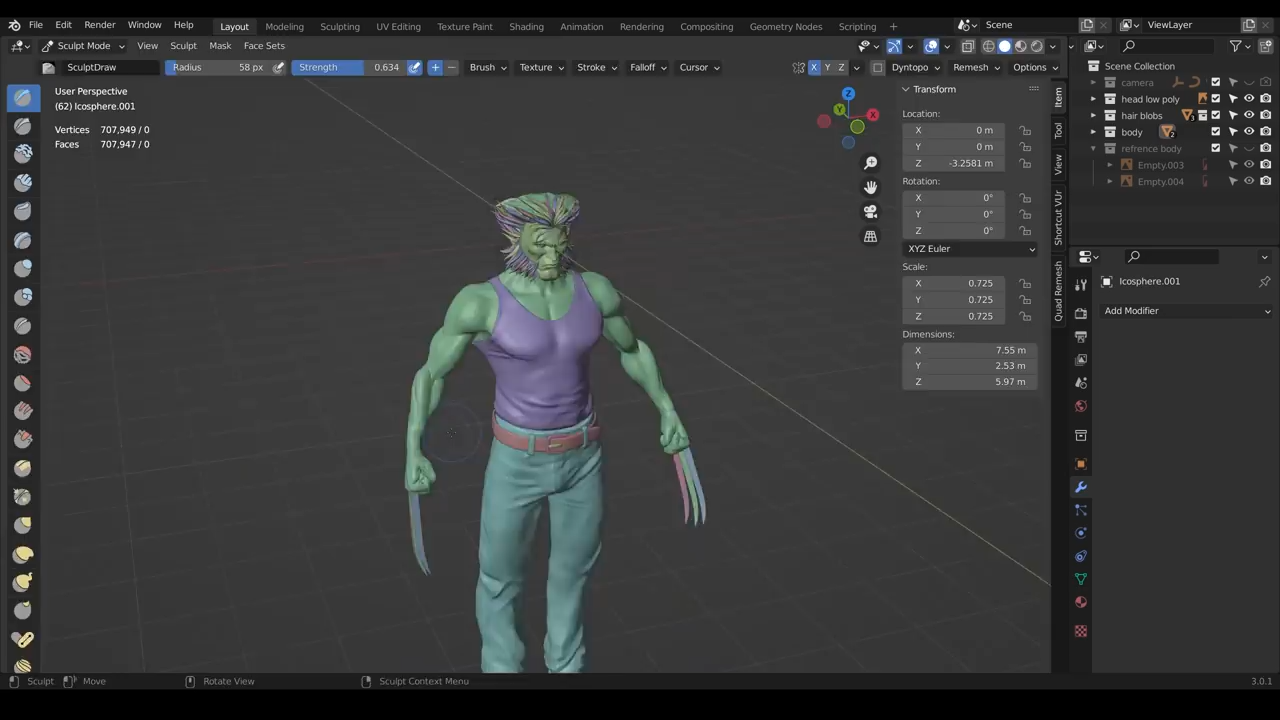 File Edit Render Window Help Layout Modeling Sculpting UV Editing Texture Paint Shading Animation Rendering Compositing Geometry Nodes Scripting + Scene ViewLayer
Sculpt Mode View Sculpt Mask Face Sets
SculptDraw Radius 58 px Strength 0.634 Brush Texture Stroke Falloff Cursor X Y Z Dyntopo Remesh Options
User Perspective
(62) Icosphere.001
Vertices 707,949 / 0
Faces 707,947 / 0
Z
Y
X
Transform
Location:
X 0 m
Y 0 m
Z -3.2581 m
Rotation:
X 0°
Y 0°
Z 0°
XYZ Euler
Scale:
X 0.725
Y 0.725
Z 0.725
Dimensions:
X 7.55 m
Y 2.53 m
Z 5.97 m
Item
Tool
View
Shortcut VUr
Quad Remesh
Scene Collection
camera
head low poly
hair blobs
body
refrence body
Empty.003
Empty.004
Icosphere.001
Add Modifier
Sculpt Move Rotate View Sculpt Context Menu 3.0.1